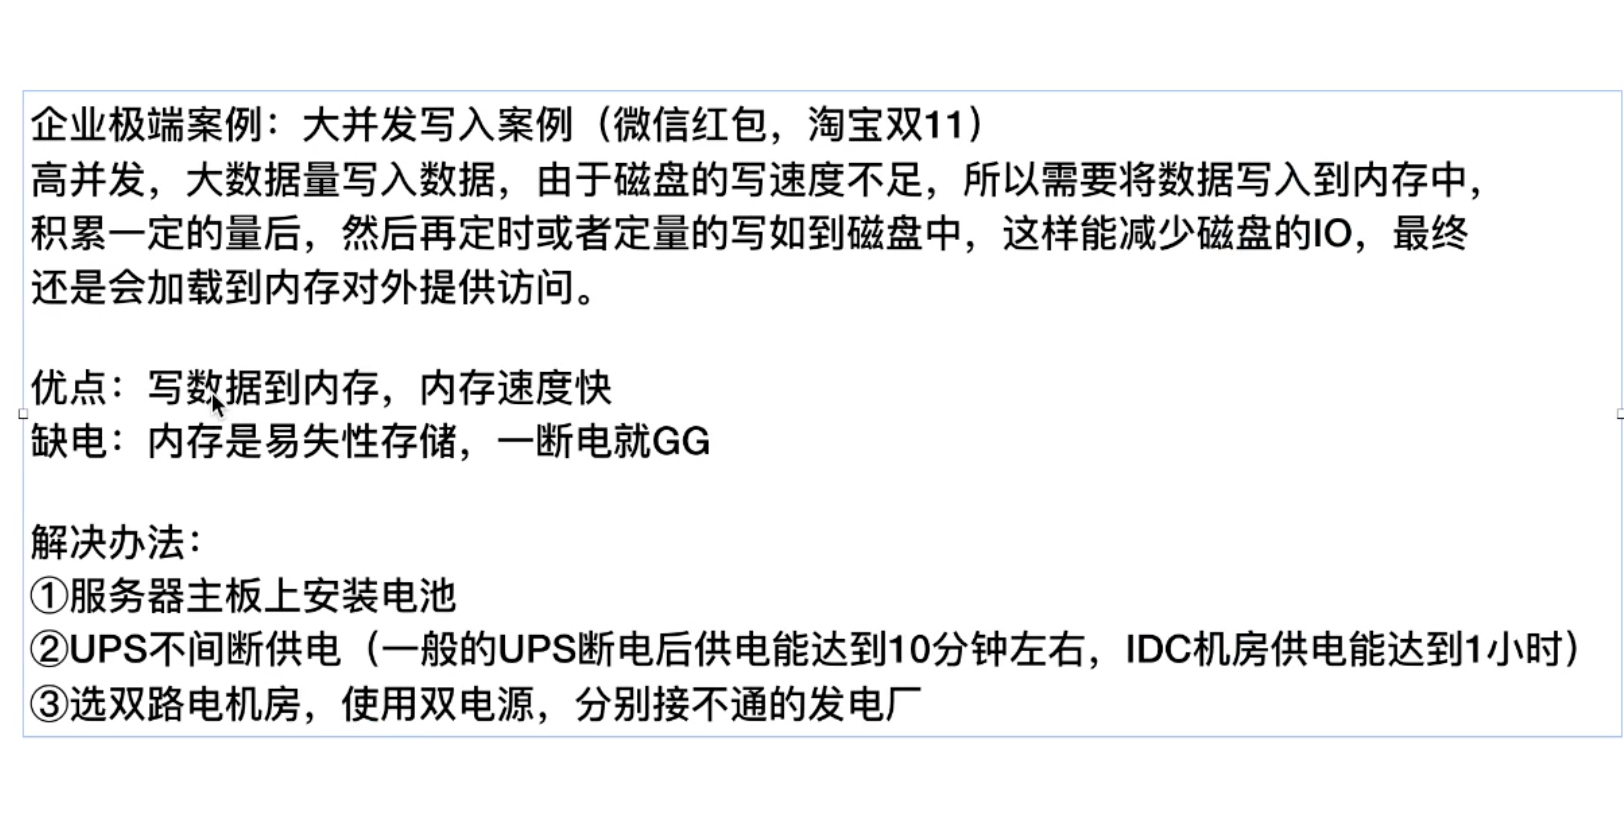 企业极端案例：大并发写入案例（微信红包，淘宝双11）
高并发，大数据量写入数据，由于磁盘的写速度不足，所以需要将数据写入到内存中，
积累一定的量后，然后再定时或者定量的写如到磁盘中，这样能减少磁盘的IO，最终
还是会加载到内存对外提供访问。
优点：写数据到内存，内存速度快
缺电：内存是易失性存储，一断电就GG
解决办法：
①服务器主板上安装电池
②UPS不间断供电（一般的UPS断电后供电能达到10分钟左右，IDC机房供电能达到1小时）
③选双路电机房，使用双电源，分别接不通的发电厂